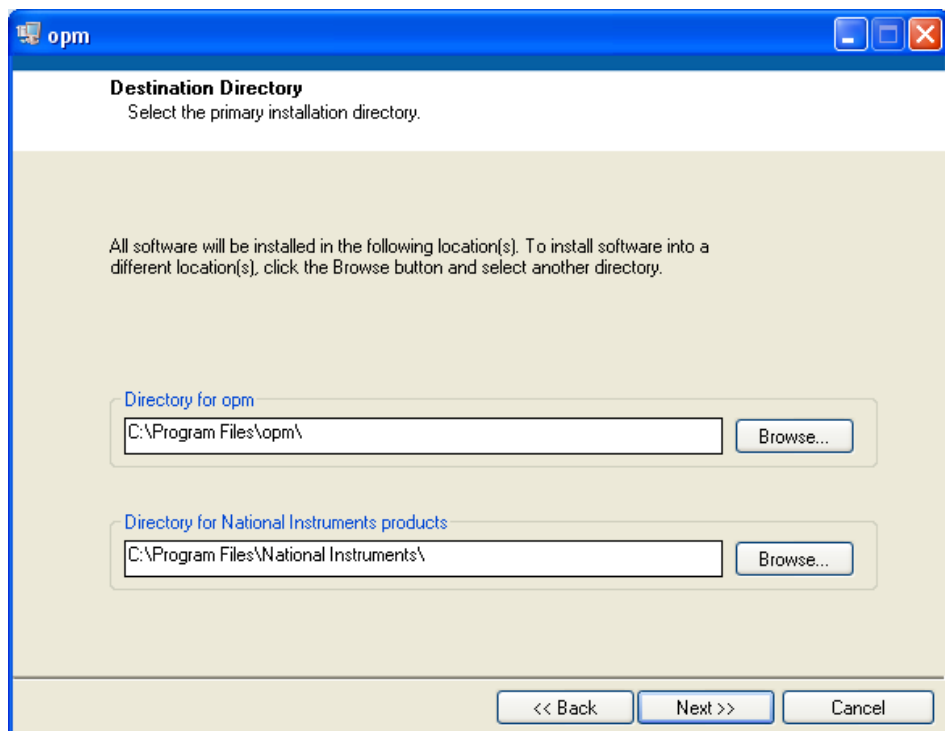 opm
Destination Directory
Select the primary installation directory.
All software will be installed in the following location(s). To install software into a
different location(s), click the Browse button and select another directory.
Directory for opm
C:\Program Files\opm\
Browse...
Directory for National Instruments products
C:\Program Files\National Instruments\
Browse...
<< Back
Next >>
Cancel